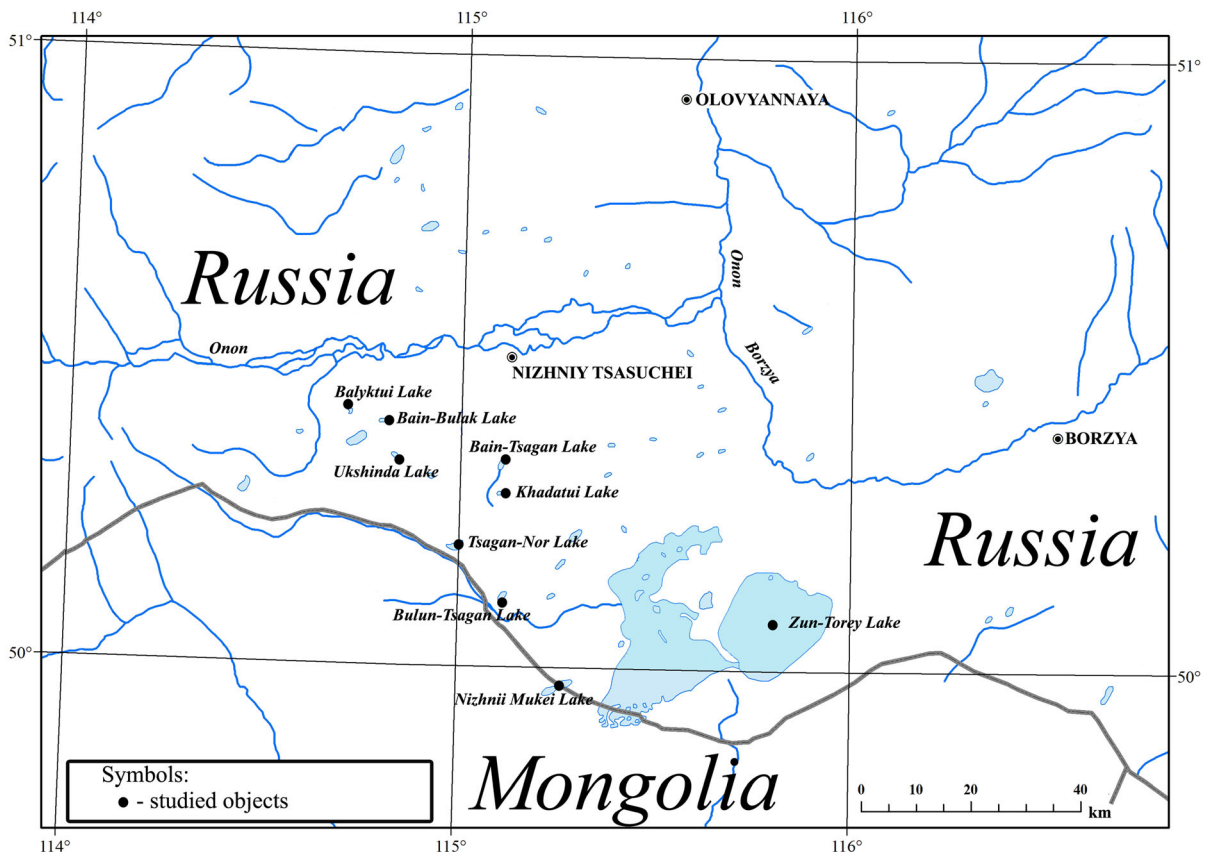 114°
115°
116°
51°
51°
OLOVYANNAYA
Russia
Onon
Onon
NIZHNIY TSASUCHEI
Borzya
Balyktui Lake
Bain-Bulak Lake
BORZYA
Bain-Tsagan Lake
Ukshinda Lake
Khadatui Lake
Russia
Tsagan-Nor Lake
Bulun-Tsagan Lake
Zun-Torey Lake
50°
50°
Nizhnii Mukei Lake
Mongolia
Symbols:
- studied objects
0 10 20 40
km
114°
115°
116°